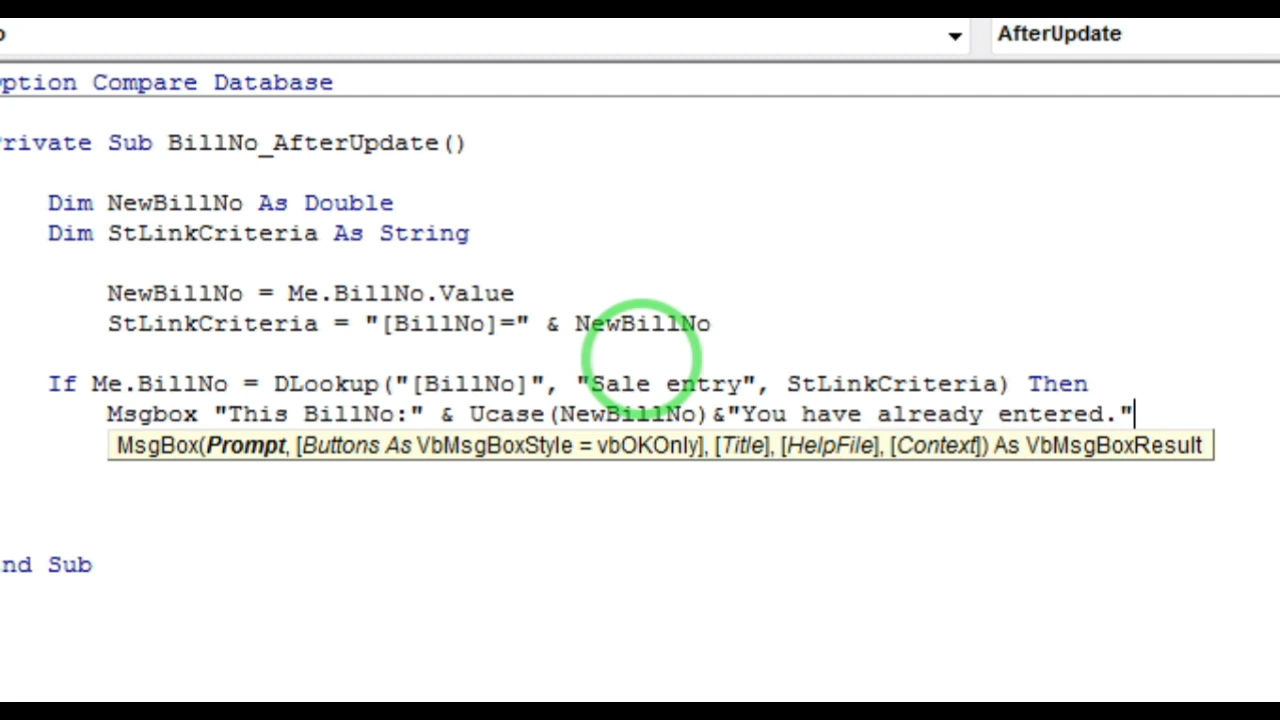 o
AfterUpdate
ption Compare Database
rivate Sub BillNo_AfterUpdate()
Dim NewBillNo As Double
Dim StLinkCriteria As String
NewBillNo = Me.BillNo.Value
StLinkCriteria = "[BillNo]=" & NewBillNo
If Me.BillNo = DLookup("[BillNo]", "Sale entry", StLinkCriteria) Then
Msgbox "This BillNo:" & Ucase(NewBillNo)&"You have already entered."
MsgBox(Prompt, [Buttons As VbMsgBoxStyle = vbOKOnly], [Title], [HelpFile], [Context]) As VbMsgBoxResult
nd Sub